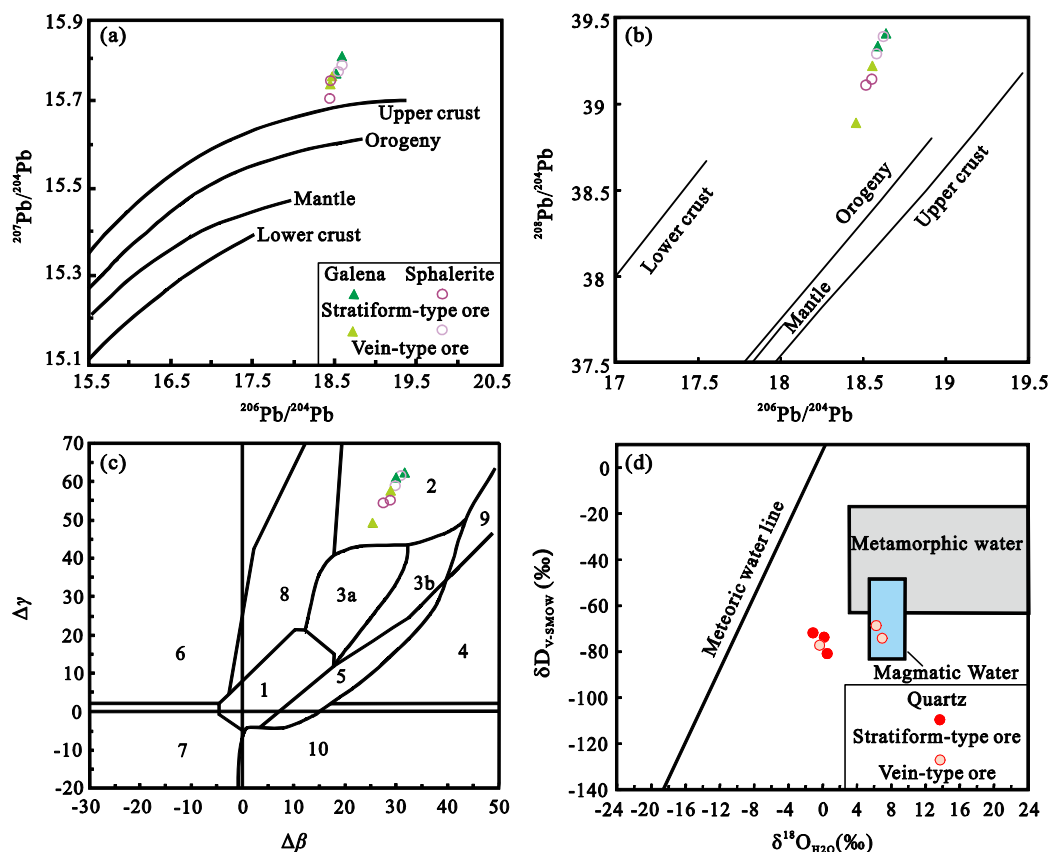 (a)
15.9
15.7
15.5
15.3
15.1
²⁰⁷Pb/²⁰⁴Pb
Upper crust
Orogeny
Mantle
Lower crust
Galena Sphalerite
Stratiform-type ore
Vein-type ore
15.5 16.5 17.5 18.5 19.5 20.5
²⁰⁶Pb/²⁰⁴Pb
(b)
39.5
39
38.5
38
37.5
²⁰⁸Pb/²⁰⁴Pb
Lower crust
Orogeny
Mantle
Upper crust
17 17.5 18 18.5 19 19.5
²⁰⁶Pb/²⁰⁴Pb
(c)
70
60
50
40
30
20
10
0
-10
-20
Δγ
2
9
8
3a
3b
6
4
1
5
7
10
-30 -20 -10 0 10 20 30 40 50
Δβ
(d)
0
-20
-40
-60
-80
-100
-120
-140
δD V-SMOW (‰)
Meteoric water line
Metamorphic water
Magmatic Water
Quartz
Stratiform-type ore
Vein-type ore
-24 -20 -16 -12 -8 -4 0 4 8 12 16 20 24
δ¹⁸O H2O(‰)